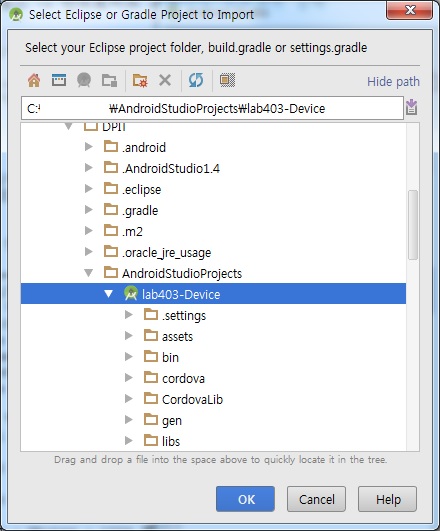 Select Eclipse or Gradle Project to Import
Select your Eclipse project folder, build.gradle or settings.gradle
Hide path
C:₩ ₩AndroidStudioProjects₩lab403-Device
DPIT
.android
.AndroidStudio1.4
.eclipse
.gradle
.m2
.oracle_jre_usage
AndroidStudioProjects
lab403-Device
.settings
assets
bin
cordova
CordovaLib
gen
libs
Drag and drop a file into the space above to quickly locate it in the tree.
OK Cancel Help